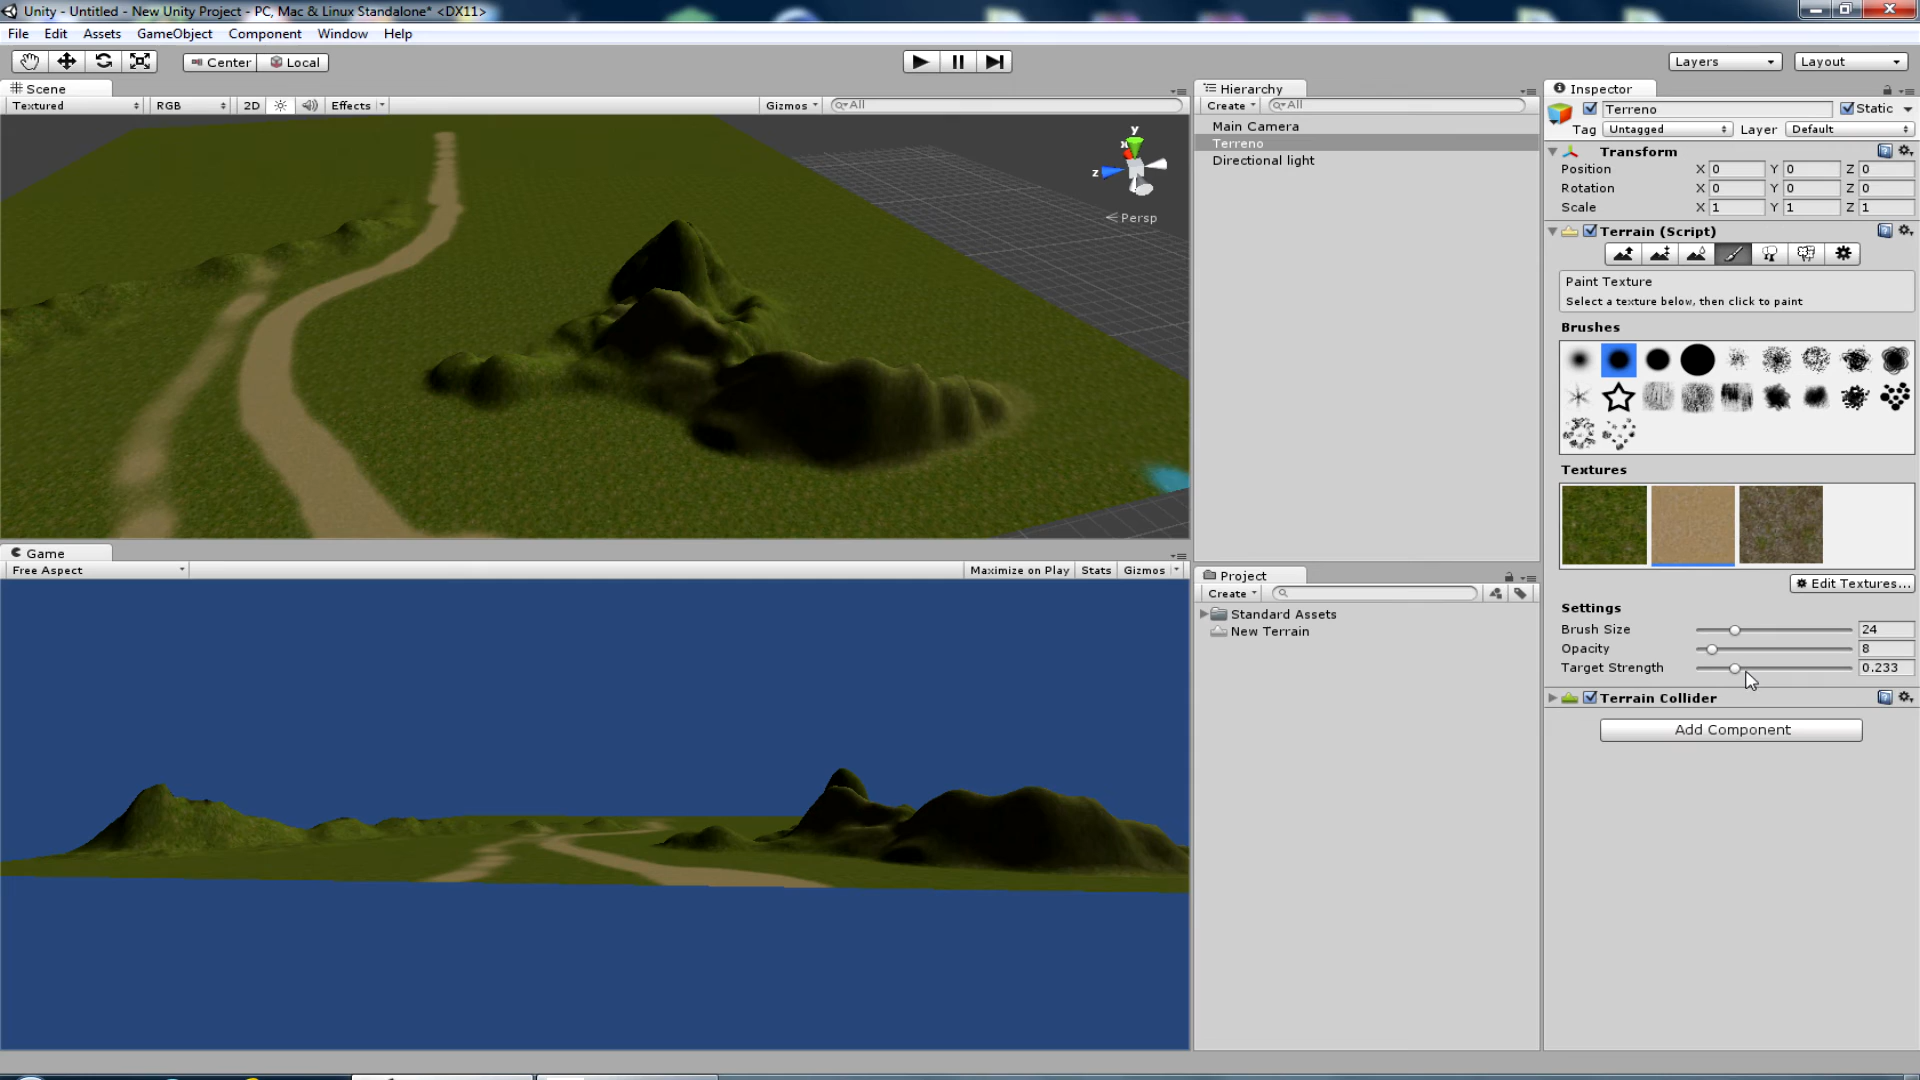 Unity - Untitled - New Unity Project - PC, Mac & Linux Standalone* <DX11>
File Edit Assets GameObject Component Window Help
Center Local
Layers Layout
Scene
Textured RGB 2D Effects Gizmos All
y
x
z
Persp
Game
Free Aspect Maximize on Play Stats Gizmos
Hierarchy
Create All
Main Camera
Terreno
Directional light
Project
Create
Standard Assets
New Terrain
Inspector
Terreno Static
Tag Untagged Layer Default
Transform
Position X 0 Y 0 Z 0
Rotation X 0 Y 0 Z 0
Scale X 1 Y 1 Z 1
Terrain (Script)
Paint Texture
Select a texture below, then click to paint
Brushes
Textures
Edit Textures...
Settings
Brush Size 24
Opacity 8
Target Strength 0.233
Terrain Collider
Add Component